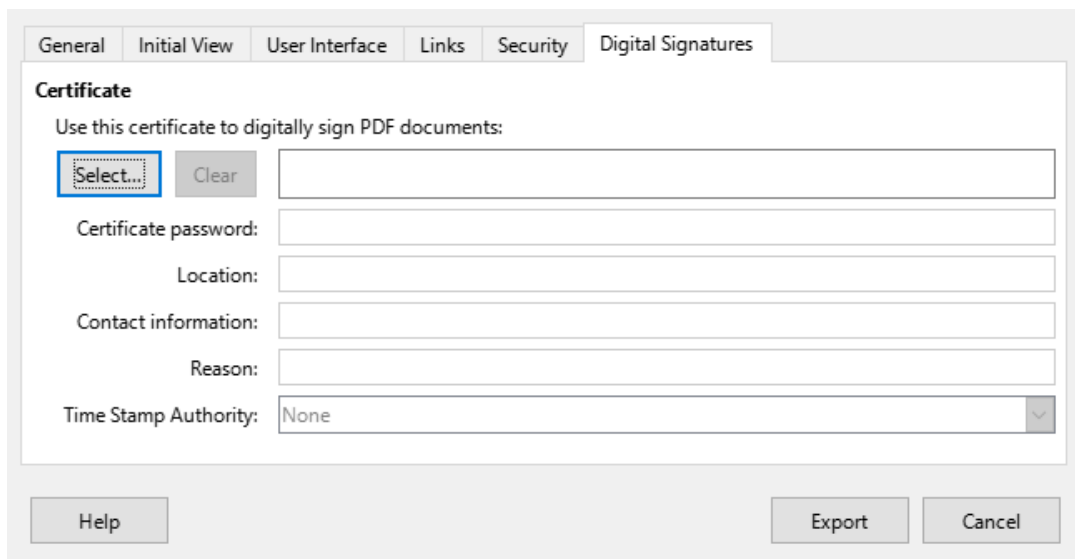 General Initial View User Interface Links Security Digital Signatures
Certificate
Use this certificate to digitally sign PDF documents:
Select... Clear
Certificate password:
Location:
Contact information:
Reason:
Time Stamp Authority: None
Help Export Cancel